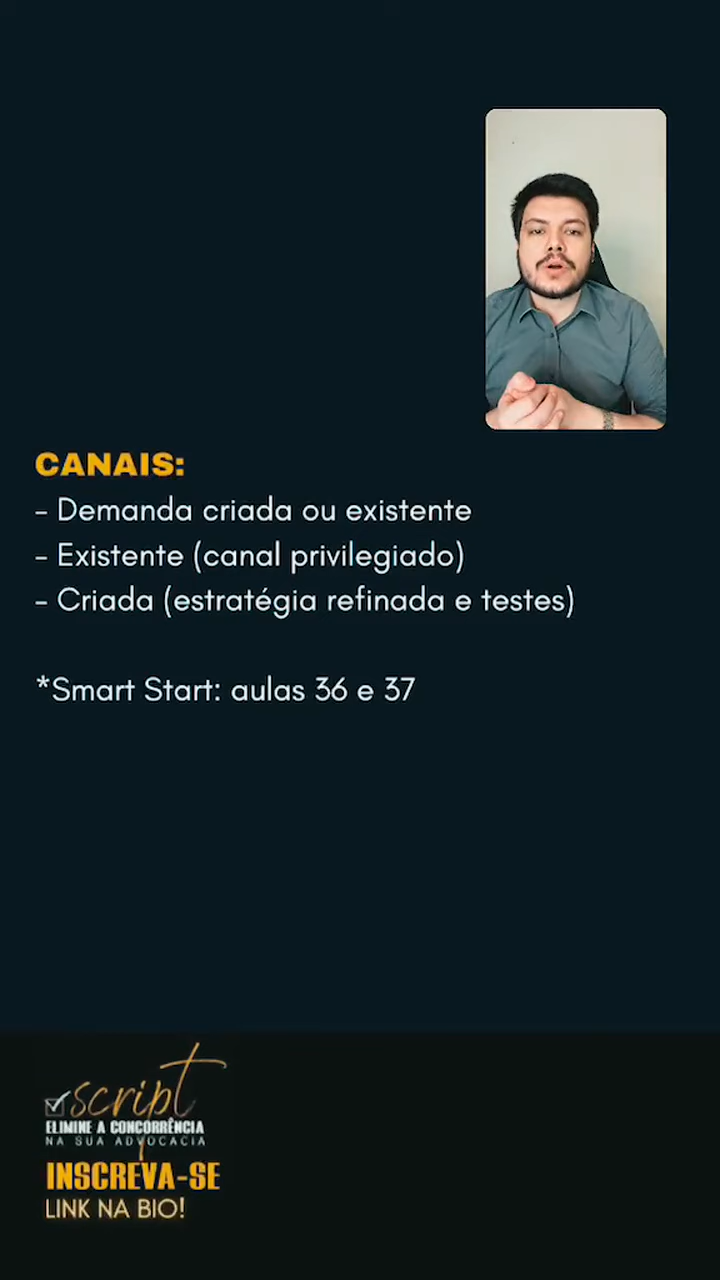 CANAIS:
- Demanda criada ou existente
- Existente (canal privilegiado)
- Criada (estratégia refinada e testes)
*Smart Start: aulas 36 e 37
script
ELIMINE A CONCORRÊNCIA
NA SUA ADVOCACIA
INSCREVA-SE
LINK NA BIO!